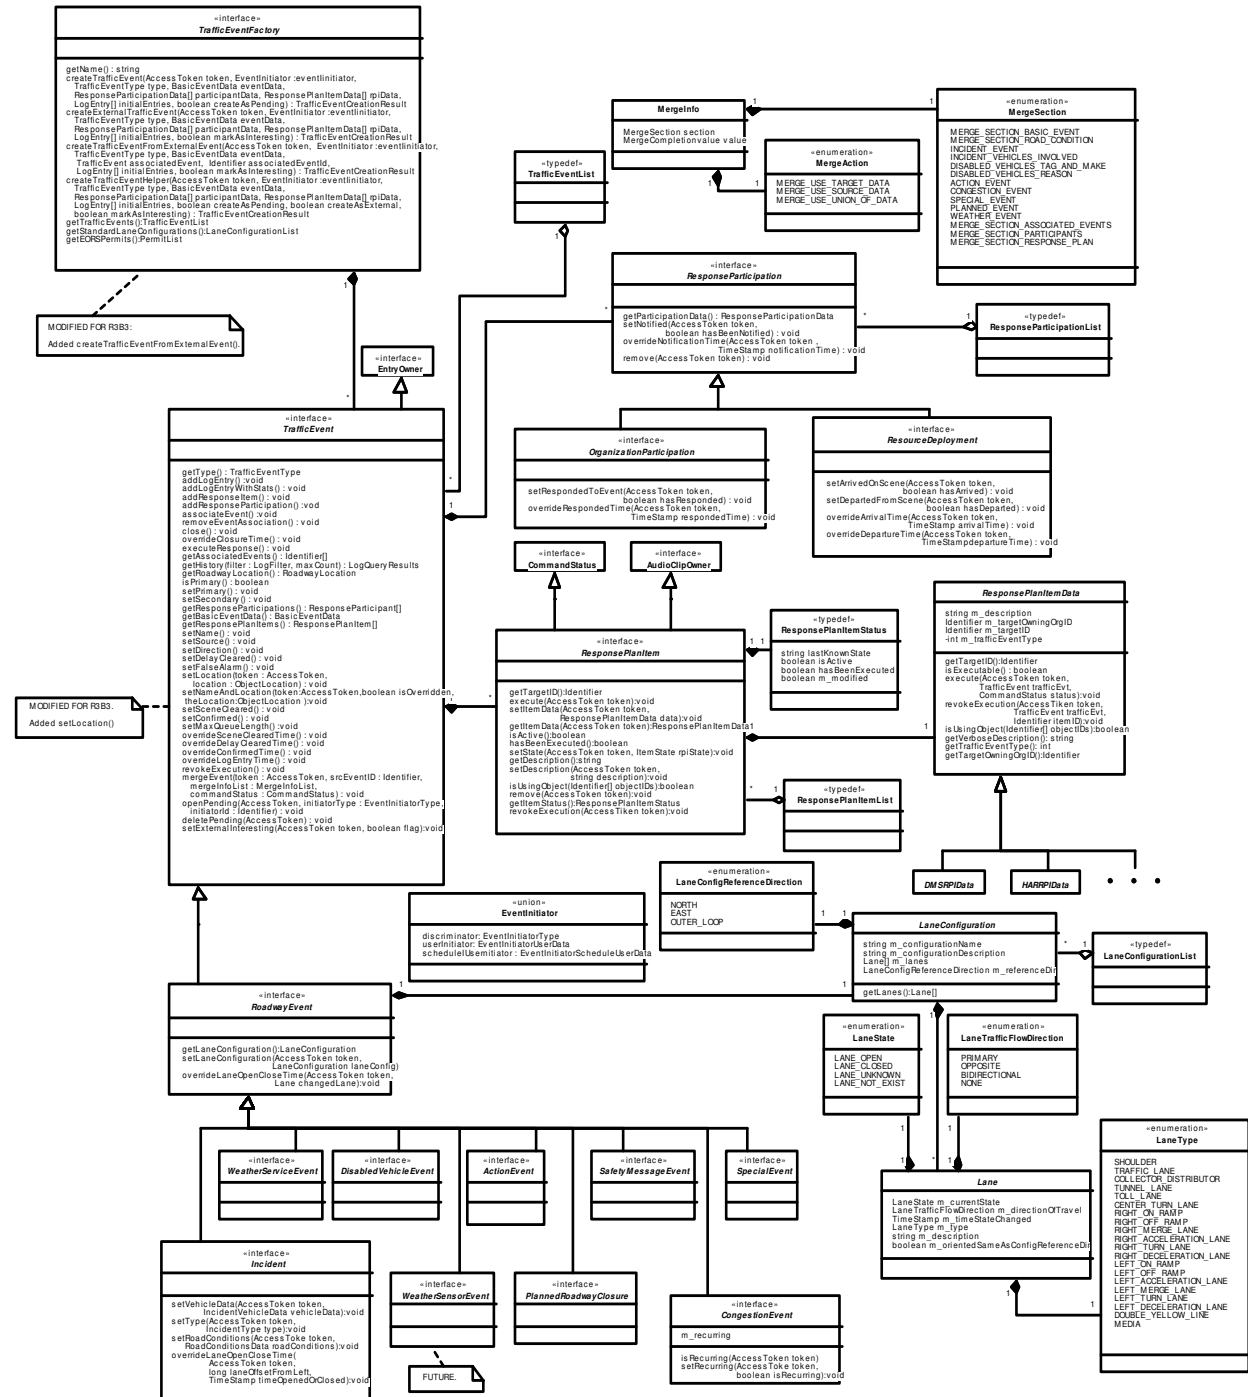 «interface»
TrafficEventFactory
getName() : string
createTrafficEvent(AccessToken token, EventInitiator :eventIinitiator,
TrafficEventType type, BasicEventData eventData,
ResponseParticipationData[] participantData, ResponsePlanItemData[] rpiData,
LogEntry[] initialEntries, boolean createAsPending) : TrafficEventCreationResult
createExternalTrafficEvent(AccessToken token, EventInitiator :eventIinitiator,
TrafficEventType type, BasicEventData eventData,
ResponseParticipationData[] participantData, ResponsePlanItemData[] rpiData,
LogEntry[] initialEntries, boolean markAsInteresting) : TrafficEventCreationResult
createTrafficEventFromExternalEvent(AccessToken token, EventInitiator :eventIinitiator,
TrafficEventType type, BasicEventData eventData,
TrafficEvent associatedEvent, Identifier associatedEventId,
LogEntry[] initialEntries, boolean markAsInteresting) : TrafficEventCreationResult
createTrafficEventHelper(AccessToken token, EventInitiator :eventIinitiator,
TrafficEventType type, BasicEventData eventData,
ResponseParticipationData[] participantData, ResponsePlanItemData[] rpiData,
LogEntry[] initialEntries, boolean createAsPending, boolean createAsExternal,
boolean markAsInteresting) : TrafficEventCreationResult
getTrafficEvents():TrafficEventList
getStandardLaneConfigurations():LaneConfigurationList
getEORSPermits():PermitList
MODIFIED FOR R3B3:
Added createTrafficEventFromExternalEvent().
«typedef»
TrafficEventList
MergeInfo
MergeSection section
MergeCompletionvalue value
«enumeration»
MergeAction
MERGE_USE_TARGET_DATA
MERGE_USE_SOURCE_DATA
MERGE_USE_UNION_OF_DATA
«enumeration»
MergeSection
MERGE_SECTION_BASIC_EVENT
MERGE_SECTION_ROAD_CONDITION
INCIDENT_EVENT
INCIDENT_VEHICLES_INVOLVED
DISABLED_VEHICLES_TAG_AND_MAKE
DISABLED_VEHICLES_REASON
ACTION_EVENT
CONGESTION_EVENT
SPECIAL_EVENT
PLANNED_EVENT
WEATHER_EVENT
MERGE_SECTION_ASSOCIATED_EVENTS
MERGE_SECTION_PARTICIPANTS
MERGE_SECTION_RESPONSE_PLAN
«interface»
ResponseParticipation
getParticipationData() : ResponseParticipationData
setNotified(AccessToken token,
boolean hasBeenNotified) : void
overrideNotificationTime(AccessToken token ,
TimeStamp notificationTime) : void
remove(AccessToken token) : void
«typedef»
ResponseParticipationList
«interface»
EntryOwner
«interface»
OrganizationParticipation
setRespondedToEvent(AccessToken token,
boolean hasResponded) : void
overrideRespondedTime(AccessToken token,
TimeStamp respondedTime) : void
«interface»
ResourceDeployment
setArrivedOnScene(AccessToken token,
boolean hasArrived) : void
setDepartedFromScene(AccessToken token,
boolean hasDeparted) : void
overrideArrivalTime(AccessToken token,
TimeStamp arrivalTime) : void
overrideDepartureTime(AccessToken token,
TimeStampdepartureTime) : void
«interface»
TrafficEvent
getType() : TrafficEventType
addLogEntry() :void
addLogEntryWithStats() : void
addResponseItem() : void
addResponseParticipation() :vod
associateEvent() :void
removeEventAssociation() : void
close() : void
overrideClosureTime() : void
executeResponse() : void
getAssociatedEvents() : Identifier[]
getHistory(filter : LogFilter, maxCount) : LogQueryResults
getRoadwayLocation() : RoadwayLocation
isPrimary() : boolean
setPrimary() : void
setSecondary() : void
getResponseParticipations() : ResponseParticipant[]
getBasicEventData() : BasicEventData
getResponsePlanItems() : ResponsePlanItem[]
setName() : void
setSource() : void
setDirection() : void
setDelayCleared() : void
setFalseAlarm() : void
setLocation(token : AccessToken,
location : ObjectLocation) : void
setNameAndLocation(token:AccessToken,boolean isOverridden,
theLocation:ObjectLocation ):void
setSceneCleared() : void
setConfirmed() : void
setMaxQueueLength() : void
overrideSceneClearedTime() : void
overrideDelayClearedTime() : void
overrideConfirmedTime() : void
overrideLogEntryTime() : void
revokeExecution() : void
mergeEvent(token : AccessToken, srcEventID : Identifier,
mergeInfoList : MergeInfoList,
commandStatus : CommandStatus) : void
openPending(AccessToken, initiatorType : EventInitiatorType,
initiatorId : Identifier) : void
deletePending(AccessToken) : void
setExternalInteresting(AccessToken token, boolean flag):void
MODIFIED FOR R3B3.
Added setLocation()
«interface»
CommandStatus
«interface»
AudioClipOwner
«interface»
ResponsePlanItem
getTargetID():Identifier
execute(AccessToken token):void
setItemData(AccessToken token,
ResponsePlanItemData data):void
getItemData(AccessToken token):ResponsePlanItemData
isActive():boolean
hasBeenExecuted():boolean
setState(AccessToken token, ItemState rpiState):void
getDescription():string
setDescription(AccessToken token,
string description):void
isUsingObject(Identifier[] objectIDs):boolean
remove(AccessToken token):void
getItemStatus():ResponsePlanItemStatus
revokeExecution(AccessTiken token):void
«typedef»
ResponsePlanItemStatus
string lastKnownState
boolean isActive
boolean hasBeenExecuted
boolean m_modified
«typedef»
ResponsePlanItemList
ResponsePlanItemData
string m_description
Identifier m_targetOwningOrgID
Identifier m_targetID
-int m_trafficEventType
getTargetID():Identifier
isExecutable() : boolean
execute(AccessToken token,
TrafficEvent trafficEvt,
CommandStatus status):void
revokeExecution(AccessTiken token,
TrafficEvent trafficEvt,
Identifier itemID):void
isUsingObject(Identifier[] objectIDs):boolean
getVerboseDescription(): string
getTrafficEventType(): int
getTargetOwningOrgID():Identifier
DMSRPIData
HARRPIData
«enumeration»
LaneConfigReferenceDirection
NORTH
EAST
OUTER_LOOP
«union»
EventInitiator
discriminator: EventInitiatorType
userInitiator: EventInitiatorUserData
schedulelUsernitiator : EventInitiatorScheduleUserData
LaneConfiguration
string m_configurationName
string m_configurationDescription
Lane[] m_lanes
LaneConfigReferenceDirection m_referenceDir
getLanes():Lane[]
«typedef»
LaneConfigurationList
«interface»
RoadwayEvent
getLaneConfiguration():LaneConfiguration
setLaneConfiguration(AccessToken token,
LaneConfiguration laneConfig)
overrideLaneOpenCloseTime(AccessToken token,
Lane changedLane):void
«enumeration»
LaneState
LANE_OPEN
LANE_CLOSED
LANE_UNKNOWN
LANE_NOT_EXIST
«enumeration»
LaneTrafficFlowDirection
PRIMARY
OPPOSITE
BIDIRECTIONAL
NONE
Lane
LaneState m_currentState
LaneTrafficFlowDirection m_directionOfTravel
TimeStamp m_timeStateChanged
LaneType m_type
string m_description
boolean m_orientedSameAsConfigReferenceDir
«enumeration»
LaneType
SHOULDER
TRAFFIC_LANE
COLLECTOR_DISTRIBUTOR
TUNNEL_LANE
TOLL_LANE
CENTER_TURN_LANE
RIGHT_ON_RAMP
RIGHT_OFF_RAMP
RIGHT_MERGE_LANE
RIGHT_ACCELERATION_LANE
RIGHT_TURN_LANE
RIGHT_DECELERATION_LANE
LEFT_ON_RAMP
LEFT_OFF_RAMP
LEFT_ACCELERATION_LANE
LEFT_MERGE_LANE
LEFT_TURN_LANE
LEFT_DECELERATION_LANE
DOUBLE_YELLOW_LINE
MEDIA
«interface»
WeatherServiceEvent
«interface»
DisabledVehicleEvent
«interface»
ActionEvent
«interface»
SafetyMessageEvent
«interface»
SpecialEvent
«interface»
Incident
setVehicleData(AccessToken token,
IncidentVehicleData vehicleData):void
setType(AccessToken token,
IncidentType type):void
setRoadConditions(AccessToke token,
RoadConditionsData roadConditions):void
overrideLaneOpenCloseTime(
AccessToken token,
long laneOffsetFromLeft,
TimeStamp timeOpenedOrClosed):void
«interface»
WeatherSensorEvent
FUTURE.
«interface»
PlannedRoadwayClosure
«interface»
CongestionEvent
m_recurring
isRecurring(AccessToken token)
setRecurring(AccessToke token,
boolean isRecurring):void